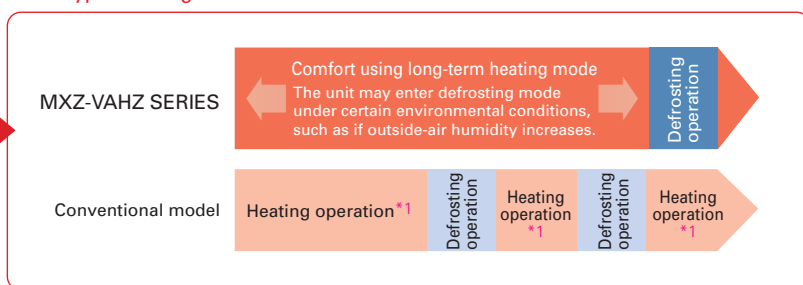 MXZ-VAHZ SERIES
Comfort using long-term heating mode
The unit may enter defrosting mode
under certain environmental conditions,
such as if outside-air humidity increases.
Defrosting
operation
Conventional model
Heating operation*1
Defrosting
operation
Heating
operation
*1
Defrosting
operation
Heating
operation
*1